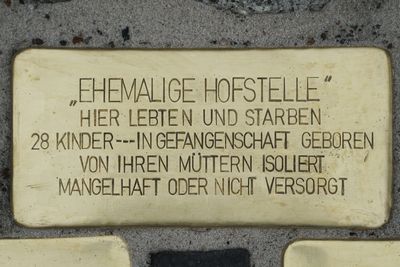 „EHEMALIGE HOFSTELLE“
HIER LEBTEN UND STARBEN
28 KINDER---IN GEFANGENSCHAFT GEBOREN
VON IHREN MÜTTERN ISOLIERT
MANGELHAFT ODER NICHT VERSORGT